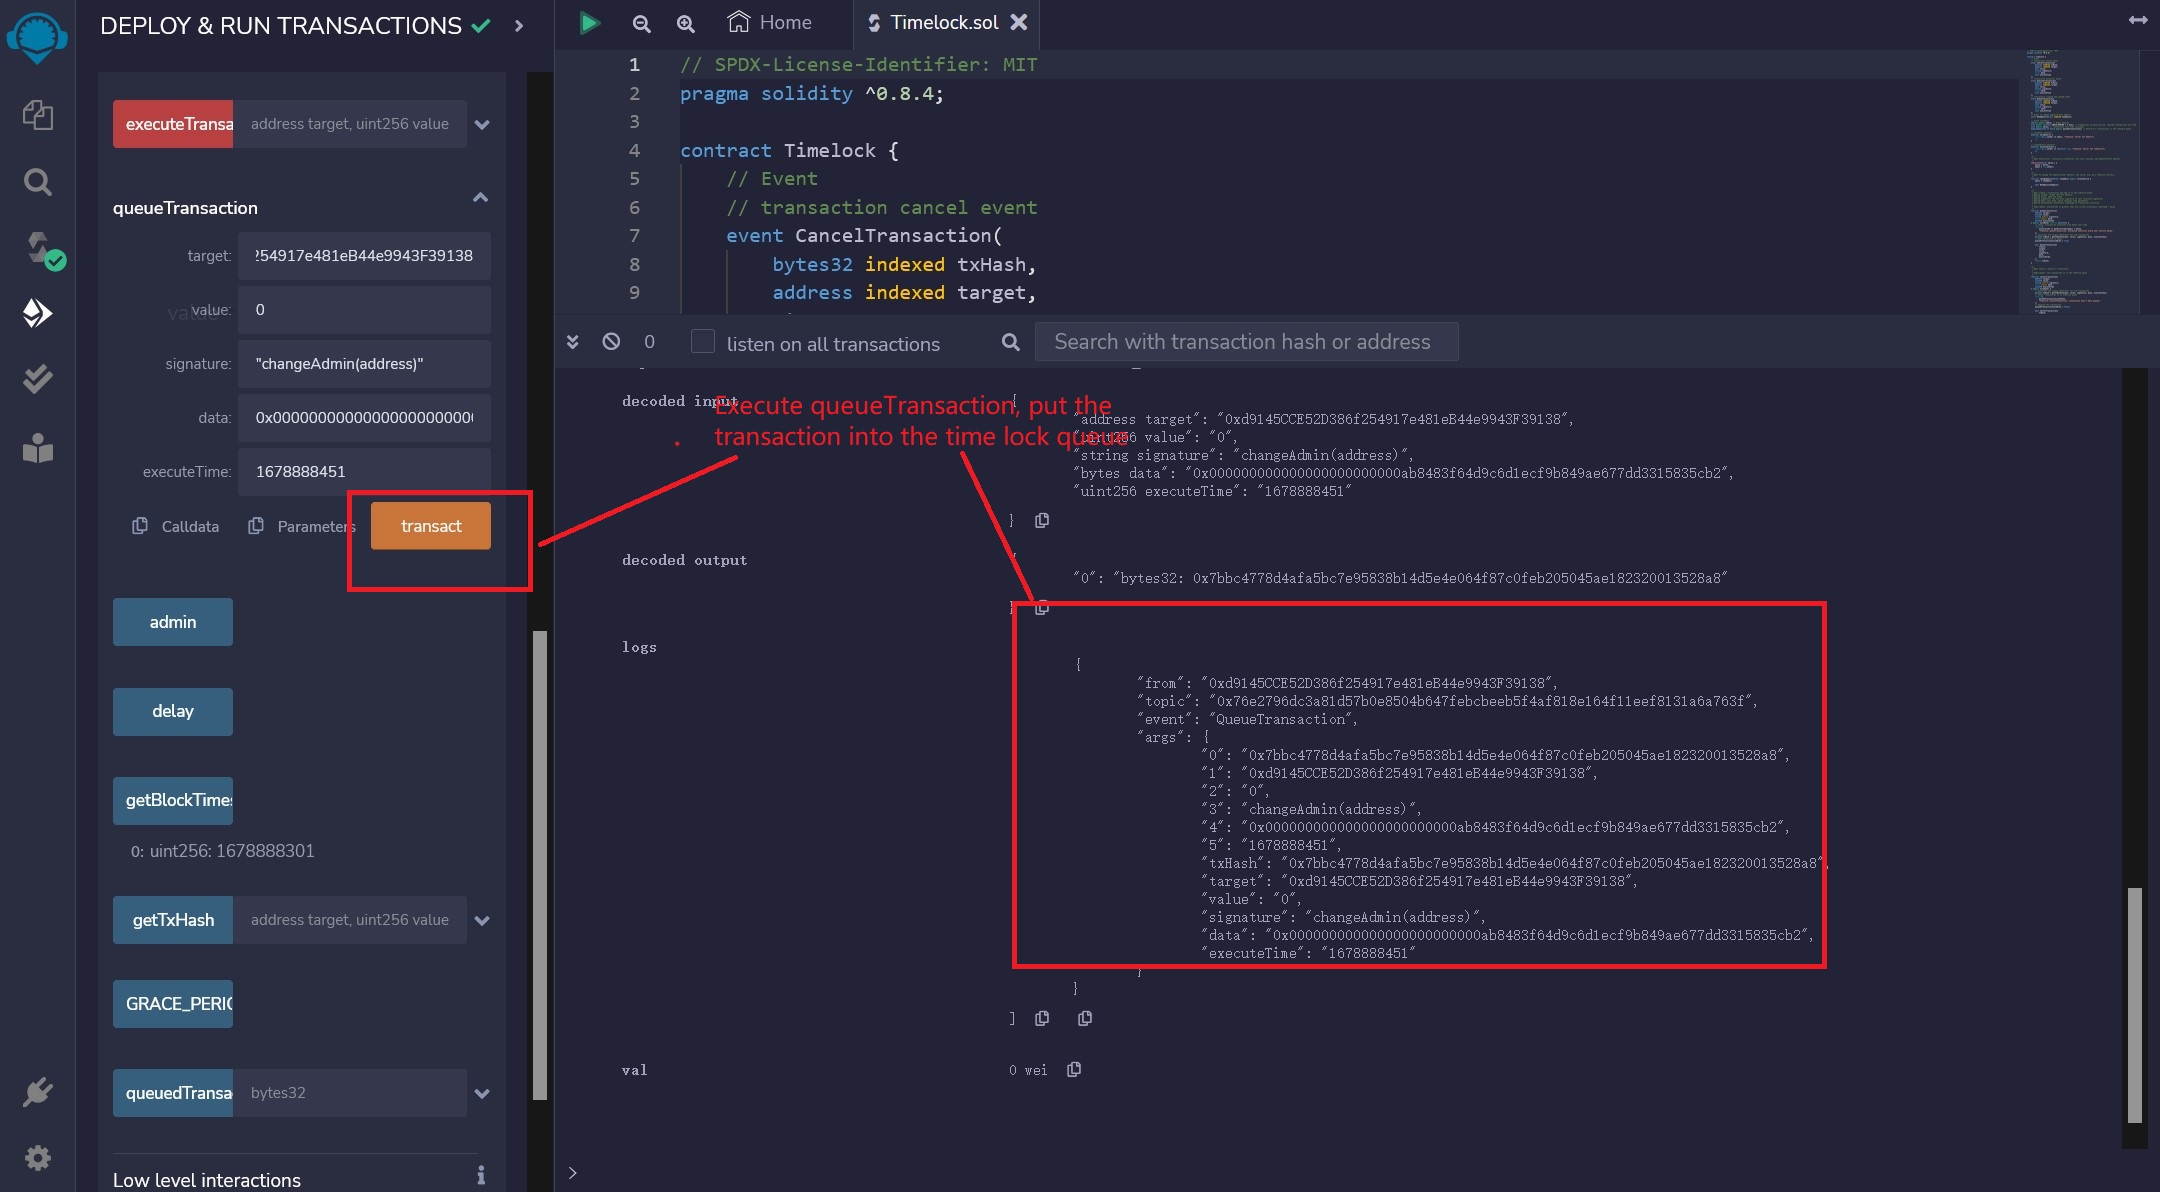 DEPLOY & RUN TRANSACTIONS
executeTransa
address target, uint256 value
queueTransaction
target:
254917e481eB44e9943F39138
value:
0
signature:
"changeAdmin(address)"
data:
0x00000000000000000000000
executeTime:
1678888451
Calldata
Parameters
transact
admin
delay
getBlockTimes
0: uint256: 1678888301
getTxHash
address target, uint256 value
GRACE_PERIO
queuedTransa
bytes32
Low level interactions
Home
Timelock.sol
1 // SPDX-License-Identifier: MIT
2 pragma solidity ^0.8.4;
3
4 contract Timelock {
5 // Event
6 // transaction cancel event
7 event CancelTransaction(
8 bytes32 indexed txHash,
9 address indexed target,
0
listen on all transactions
Search with transaction hash or address
Execute queueTransaction, put the
transaction into the time lock queue
decoded input
{
"address target": "0xd9145CCE52D386f254917e481eB44e9943F39138",
"uint256 value": "0",
"string signature": "changeAdmin(address)",
"bytes data": "0x000000000000000000000000ab8483f64d9c6d1ecf9b849ae677dd3315835cb2",
"uint256 executeTime": "1678888451"
}
decoded output
{
"0": "bytes32: 0x7bbc4778d4afa5bc7e95838b14d5e4e064f87c0feb205045ae182320013528a8"
}
logs
{
"from": "0xd9145CCE52D386f254917e481eB44e9943F39138",
"topic": "0x76e2796dc3a81d57b0e8504b647febcbeeb5f4af818e164f11eef8131a6a763f",
"event": "QueueTransaction",
"args": {
"0": "0x7bbc4778d4afa5bc7e95838b14d5e4e064f87c0feb205045ae182320013528a8",
"1": "0xd9145CCE52D386f254917e481eB44e9943F39138",
"2": "0",
"3": "changeAdmin(address)",
"4": "0x000000000000000000000000ab8483f64d9c6d1ecf9b849ae677dd3315835cb2",
"5": "1678888451",
"txHash": "0x7bbc4778d4afa5bc7e95838b14d5e4e064f87c0feb205045ae182320013528a8",
"target": "0xd9145CCE52D386f254917e481eB44e9943F39138",
"value": "0",
"signature": "changeAdmin(address)",
"data": "0x000000000000000000000000ab8483f64d9c6d1ecf9b849ae677dd3315835cb2",
"executeTime": "1678888451"
}
}
]
val
0 wei
>